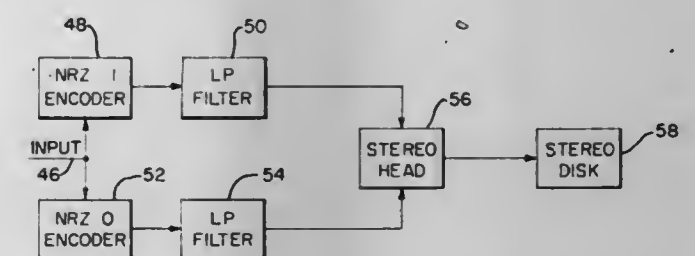 48
50
NRZ 1
ENCODER
LP
FILTER
56
58
INPUT
46
STEREO
HEAD
STEREO
DISK
52
54
NRZ O
ENCODER
LP
FILTER